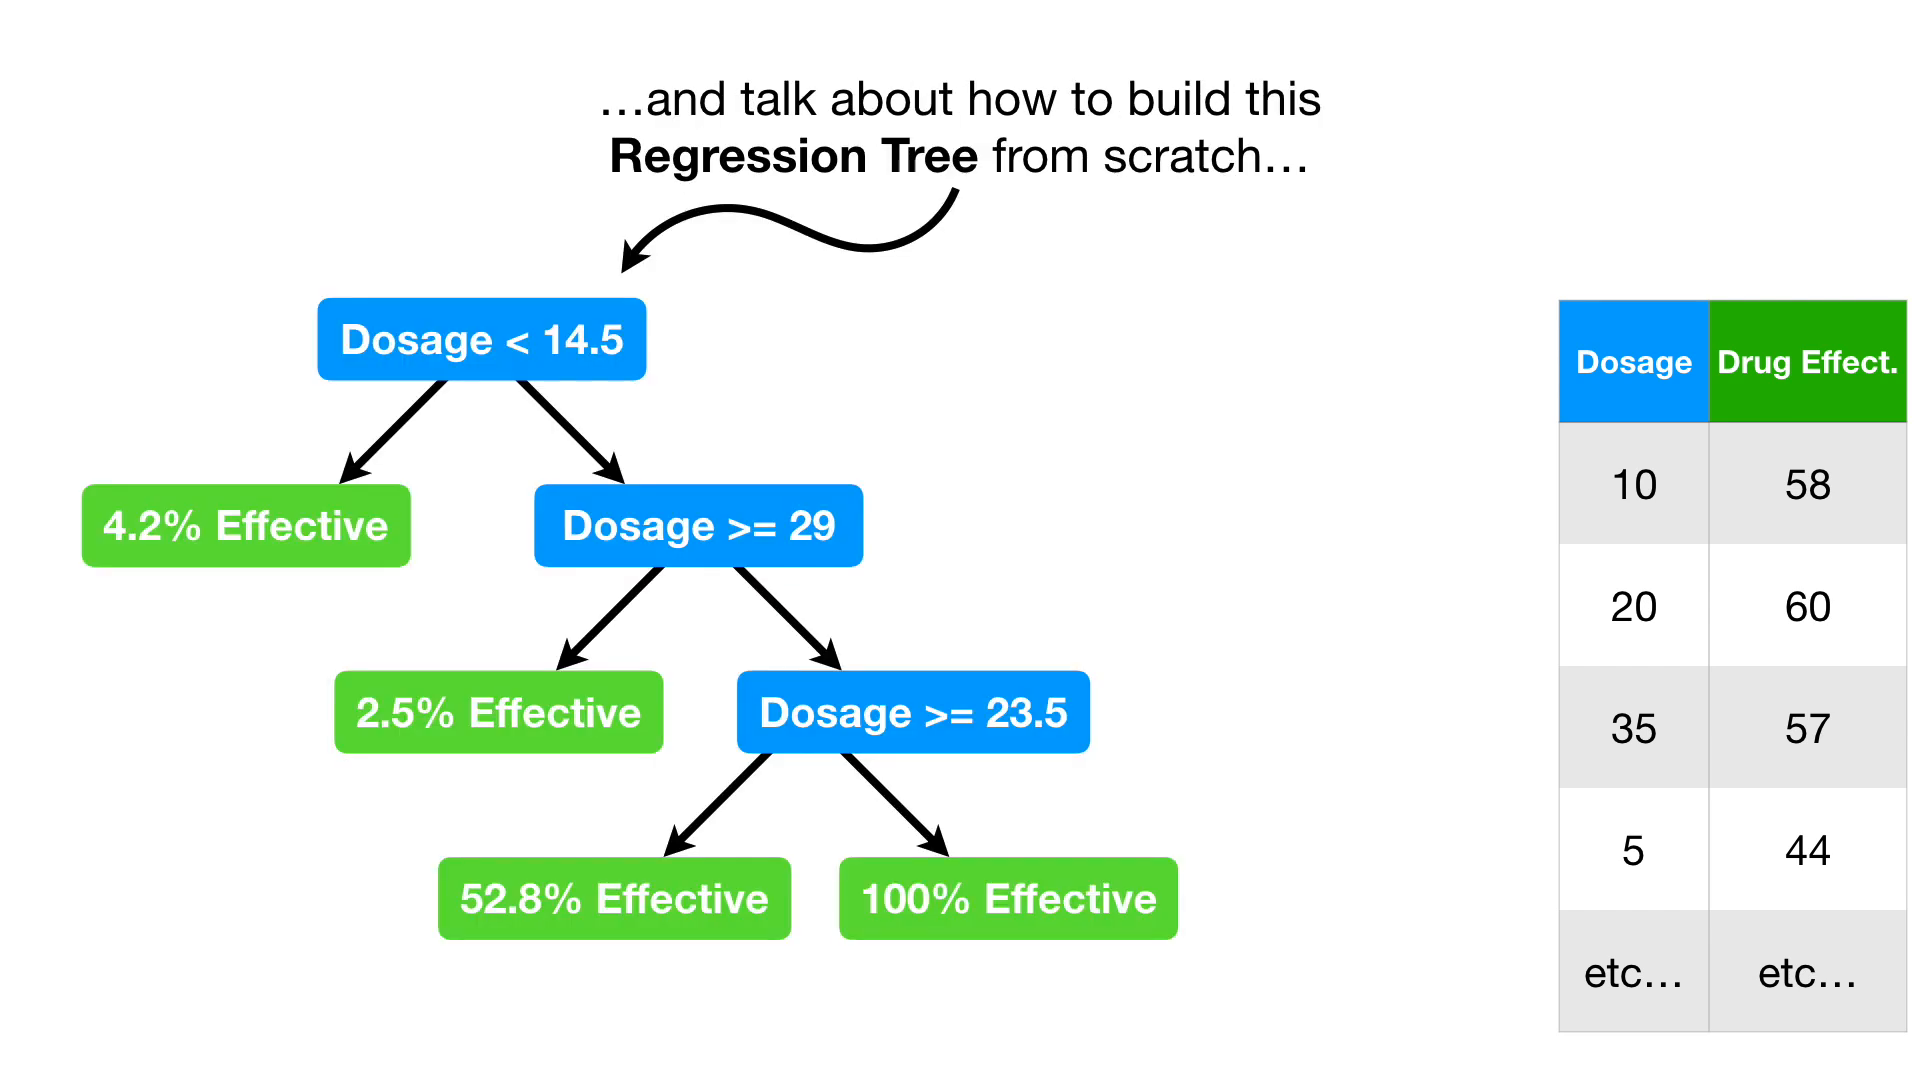 …and talk about how to build this
Regression Tree from scratch…
Dosage < 14.5
4.2% Effective
Dosage >= 29
2.5% Effective
Dosage >= 23.5
52.8% Effective
100% Effective
Dosage Drug Effect.
10 58
20 60
35 57
5 44
etc… etc…